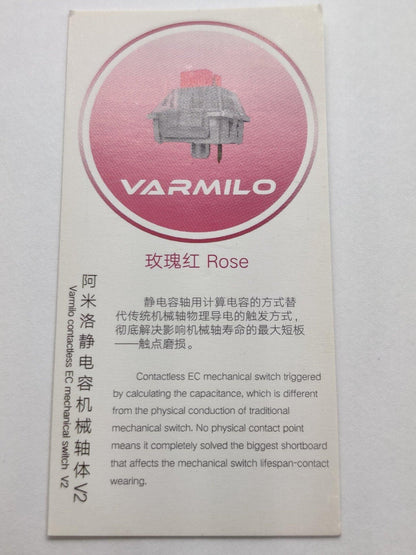 VARMILO
玫瑰红 Rose
静电容轴用计算电容的方式替
代传统机械轴物理导电的触发方式,
彻底解决影响机械轴寿命的最大短板
——触点磨损。
Contactless EC mechanical switch triggered
by calculating the capacitance, which is different
from the physical conduction of traditional
mechanical switch. No physical contact point
means it completely solved the biggest shortboard
that affects the mechanical switch lifespan-contact
wearing.
阿米洛静电容机械轴体 V2
Varmilo contactless EC mechanical switch V2